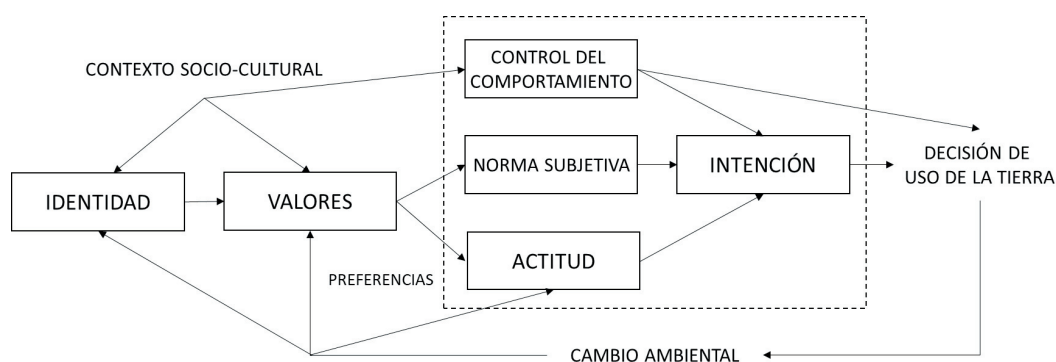 CONTROL DEL
COMPORTAMIENTO
CONTEXTO SOCIO-CULTURAL
NORMA SUBJETIVA
INTENCIÓN
DECISIÓN DE
USO DE LA TIERRA
IDENTIDAD
VALORES
ACTITUD
PREFERENCIAS
CAMBIO AMBIENTAL